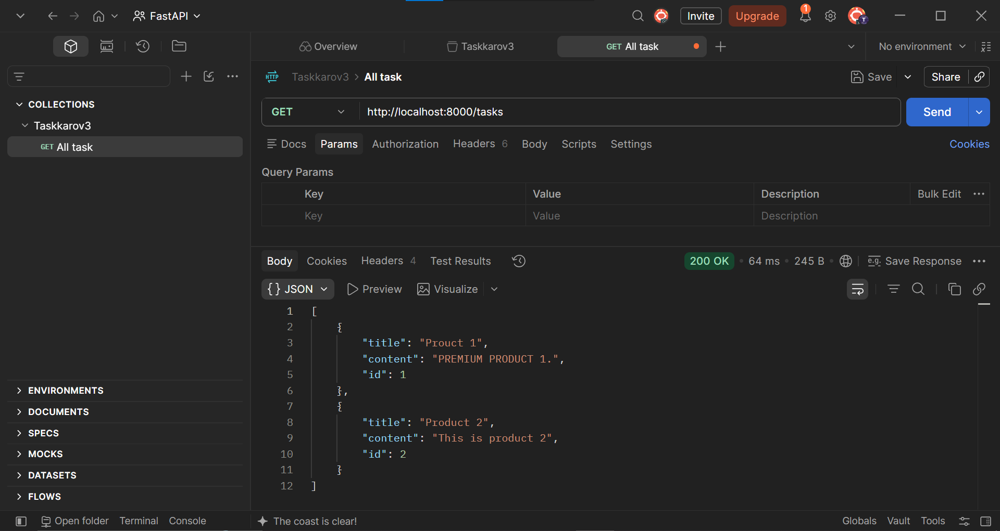 FastAPI
Invite
Upgrade
1
T
Overview
Taskkarov3
GET All task
No environment
HTTP
Taskkarov3 > All task
Save
Share
COLLECTIONS
Taskkarov3
GET All task
GET
http://localhost:8000/tasks
Send
Docs
Params
Authorization
Headers 6
Body
Scripts
Settings
Cookies
Query Params
Key
Value
Description
Bulk Edit
Key
Value
Description
Body
Cookies
Headers 4
Test Results
200 OK
64 ms
245 B
e.g. Save Response
{ } JSON
Preview
Visualize
1 [
2 {
3 "title": "Prouct 1",
4 "content": "PREMIUM PRODUCT 1.",
5 "id": 1
6 },
7 {
8 "title": "Product 2",
9 "content": "This is product 2",
10 "id": 2
11 }
12 ]
ENVIRONMENTS
DOCUMENTS
SPECS
MOCKS
DATASETS
FLOWS
Open folder
Terminal
Console
The coast is clear!
Globals
Vault
Tools